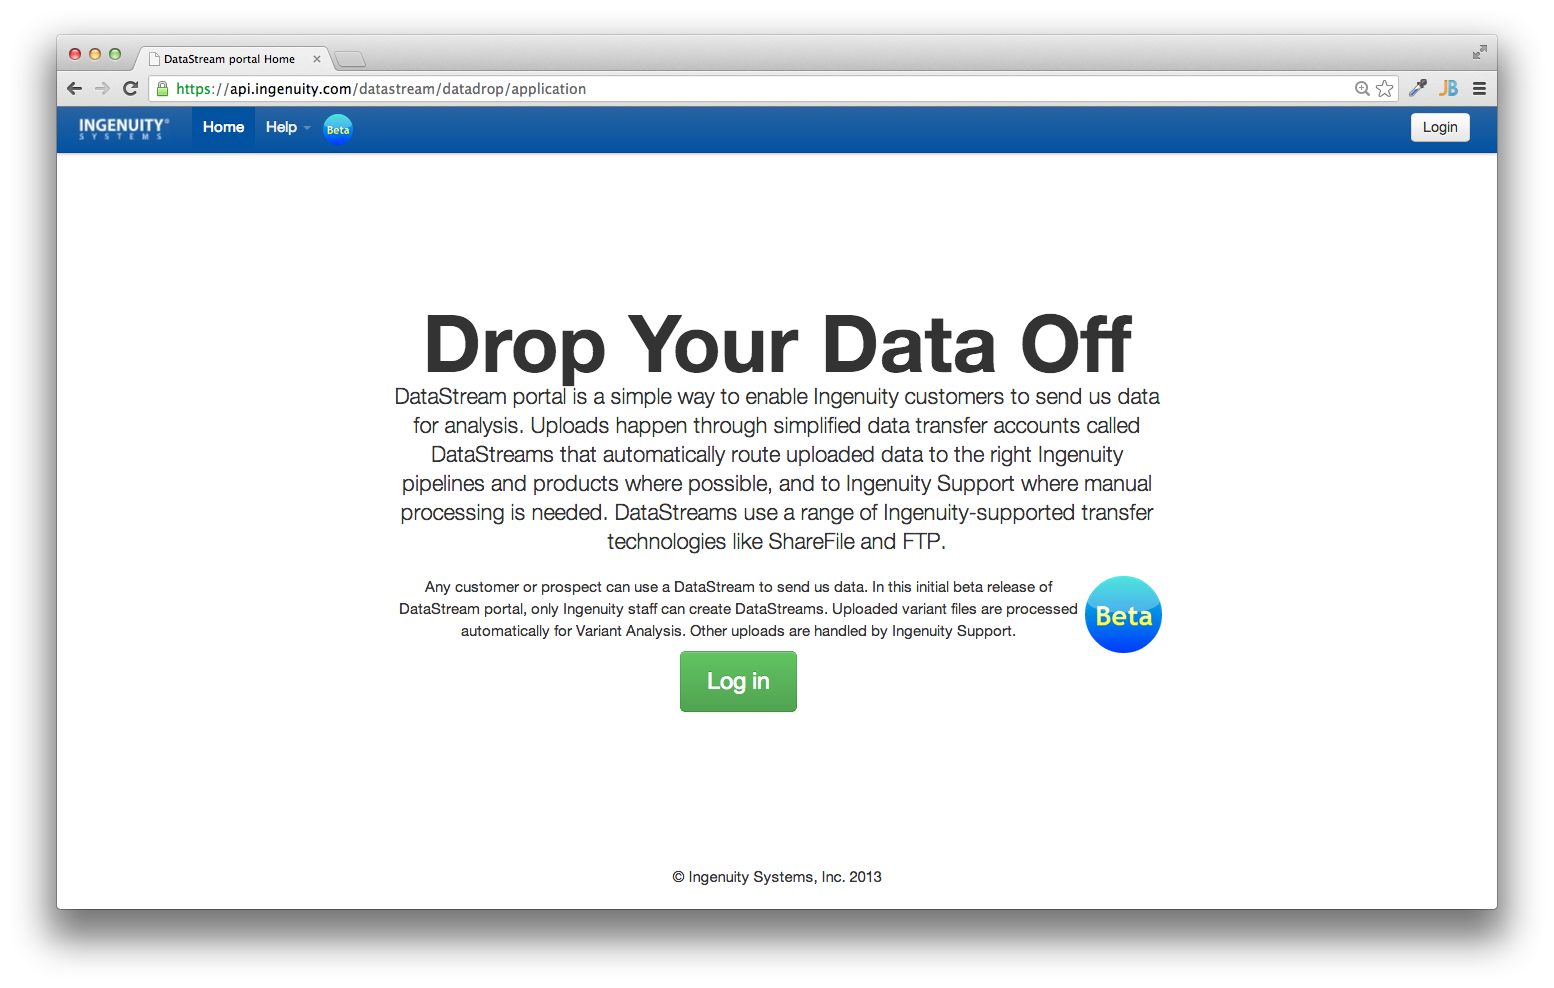 DataStream portal Home
https://api.ingenuity.com/datastream/datadrop/application
JB
INGENUITY®
SYSTEMS
Home
Help
Beta
Login
Drop Your Data Off
DataStream portal is a simple way to enable Ingenuity customers to send us data
for analysis. Uploads happen through simplified data transfer accounts called
DataStreams that automatically route uploaded data to the right Ingenuity
pipelines and products where possible, and to Ingenuity Support where manual
processing is needed. DataStreams use a range of Ingenuity-supported transfer
technologies like ShareFile and FTP.
Any customer or prospect can use a DataStream to send us data. In this initial beta release of
DataStream portal, only Ingenuity staff can create DataStreams. Uploaded variant files are processed
automatically for Variant Analysis. Other uploads are handled by Ingenuity Support.
Beta
Log in
© Ingenuity Systems, Inc. 2013